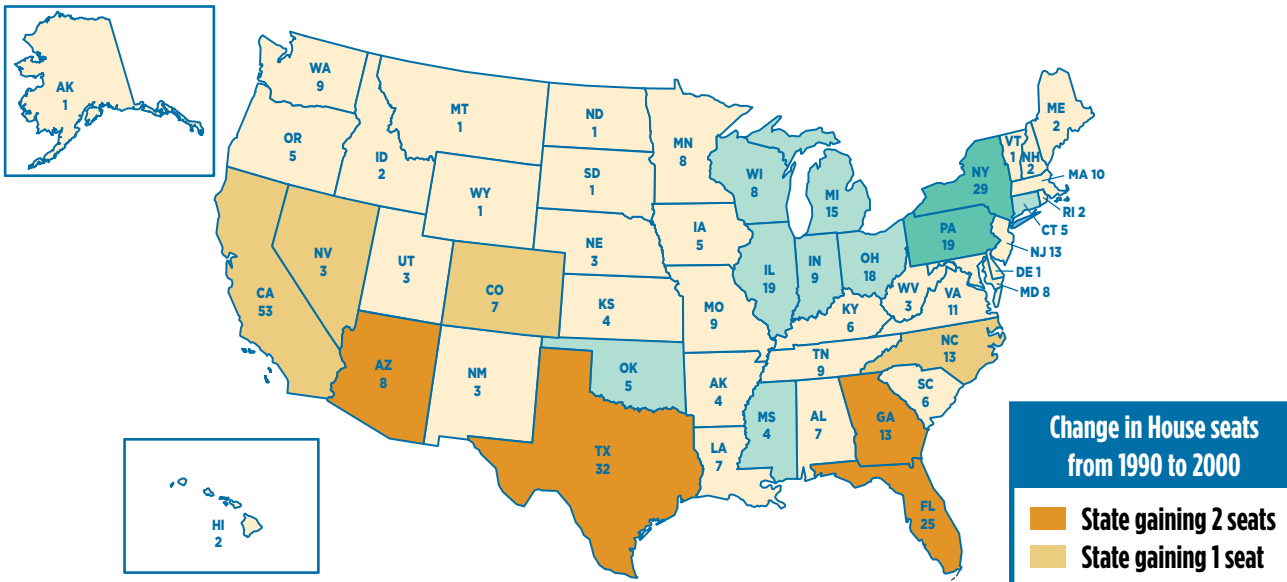 AK
1
WA
9
OR
5
CA
53
NV
3
ID
2
MT
1
WY
1
UT
3
AZ
8
CO
7
NM
3
ND
1
SD
1
NE
3
KS
4
OK
5
TX
32
MN
8
IA
5
MO
9
AK
4
LA
7
WI
8
IL
19
MI
15
IN
9
OH
18
KY
6
TN
9
MS
4
AL
7
GA
13
FL
25
SC
6
NC
13
VA
11
WV
3
PA
19
NY
29
VT
1
NH
2
ME
2
MA 10
RI 2
CT 5
NJ 13
DE 1
MD 8
HI
2
Change in House seats
from 1990 to 2000
State gaining 2 seats
State gaining 1 seat